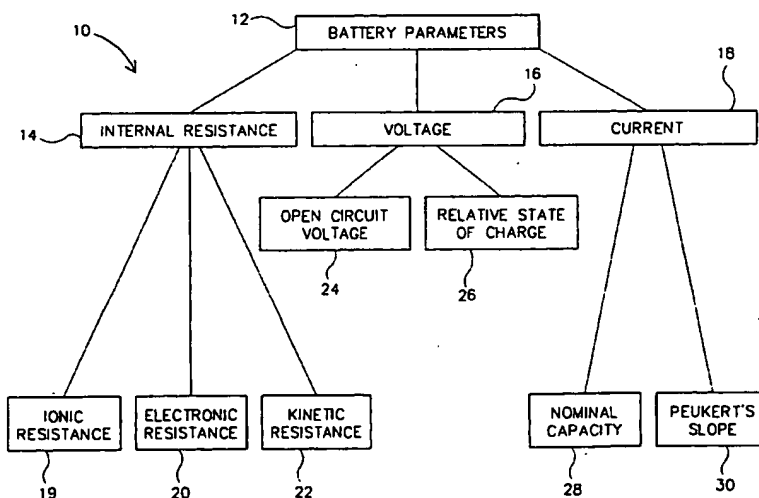 12
BATTERY PARAMETERS
10
16
18
14
INTERNAL RESISTANCE
VOLTAGE
CURRENT
OPEN CIRCUIT
VOLTAGE
RELATIVE STATE
OF CHARGE
24
26
IONIC
RESISTANCE
ELECTRONIC
RESISTANCE
KINETIC
RESISTANCE
NOMINAL
CAPACITY
PEUKERT'S
SLOPE
19
20
22
28
30